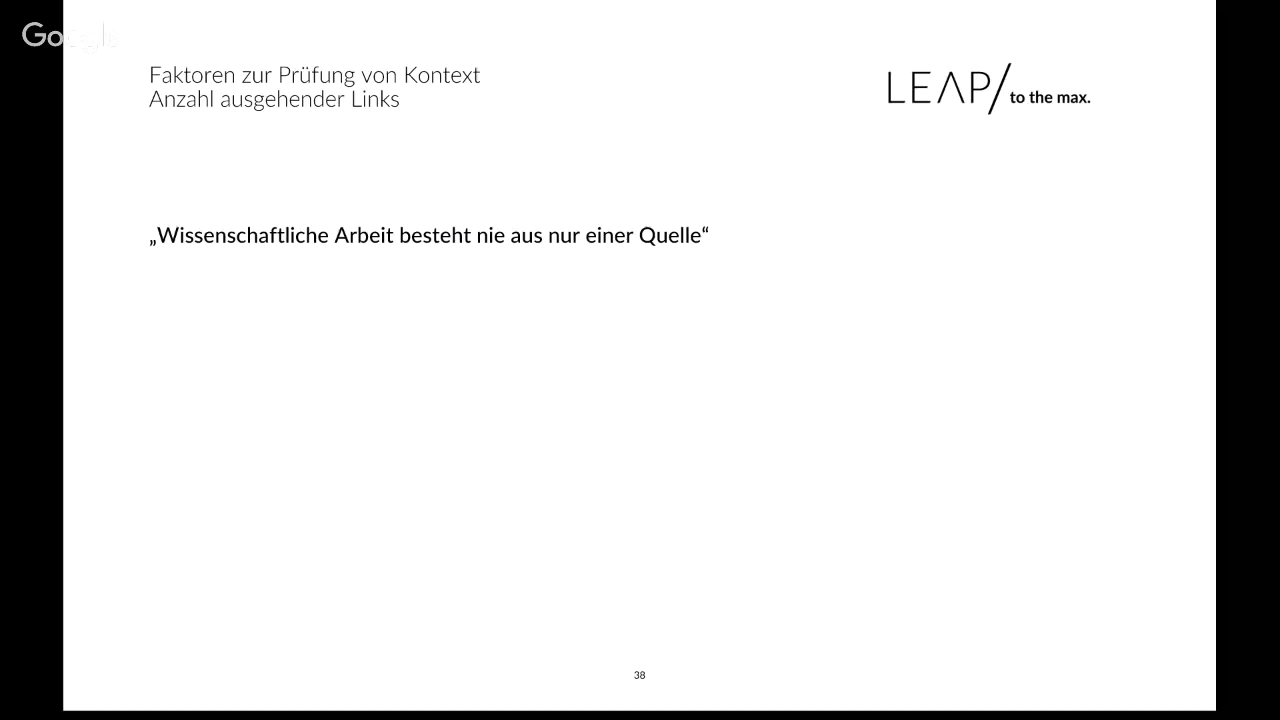 Google
Faktoren zur Prüfung von Kontext
Anzahl ausgehender Links
LEAP/ to the max.
„Wissenschaftliche Arbeit besteht nie aus nur einer Quelle“
38